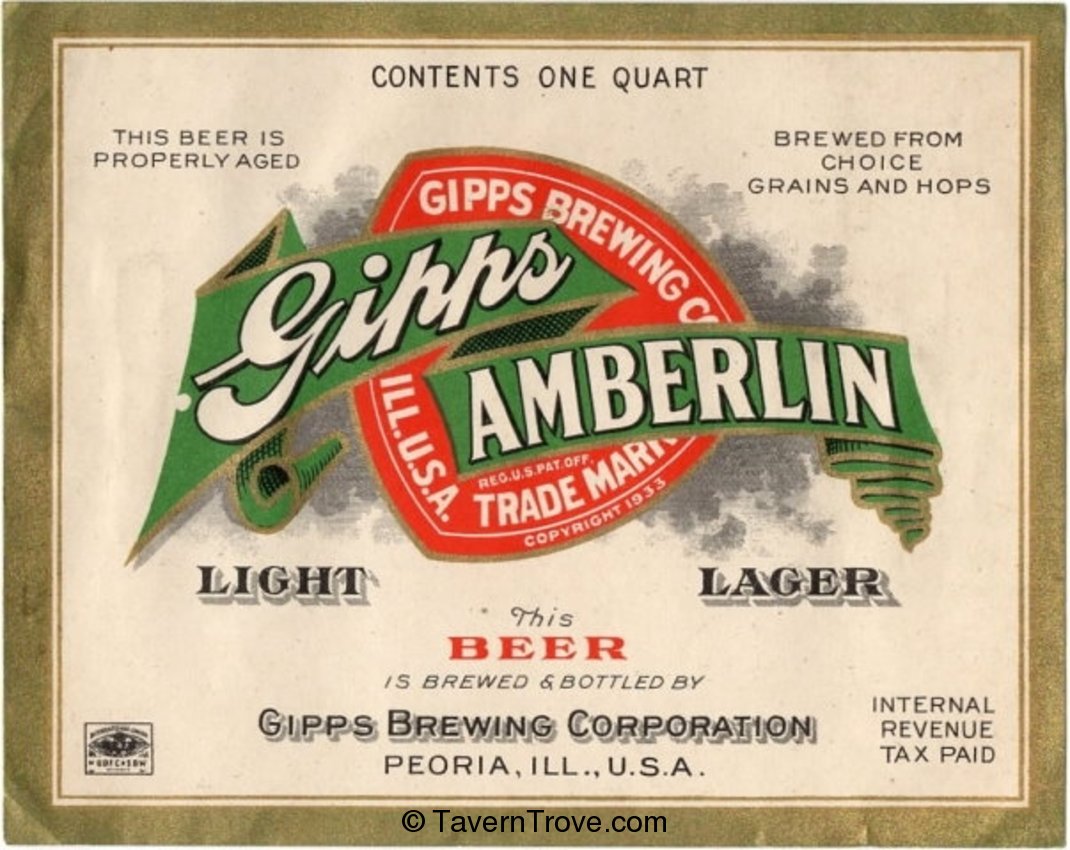 CONTENTS ONE QUART
THIS BEER IS
PROPERLY AGED
BREWED FROM
CHOICE
GRAINS AND HOPS
GIPPS BREWING CO
Gipps
AMBERLIN
ILL. U.S.A.
REG. U.S. PAT. OFF.
TRADE MARK
COPYRIGHT 1933
LIGHT
LAGER
This
BEER
IS BREWED & BOTTLED BY
GIPPS BREWING CORPORATION
PEORIA, ILL., U.S.A.
INTERNAL
REVENUE
TAX PAID
© TavernTrove.com